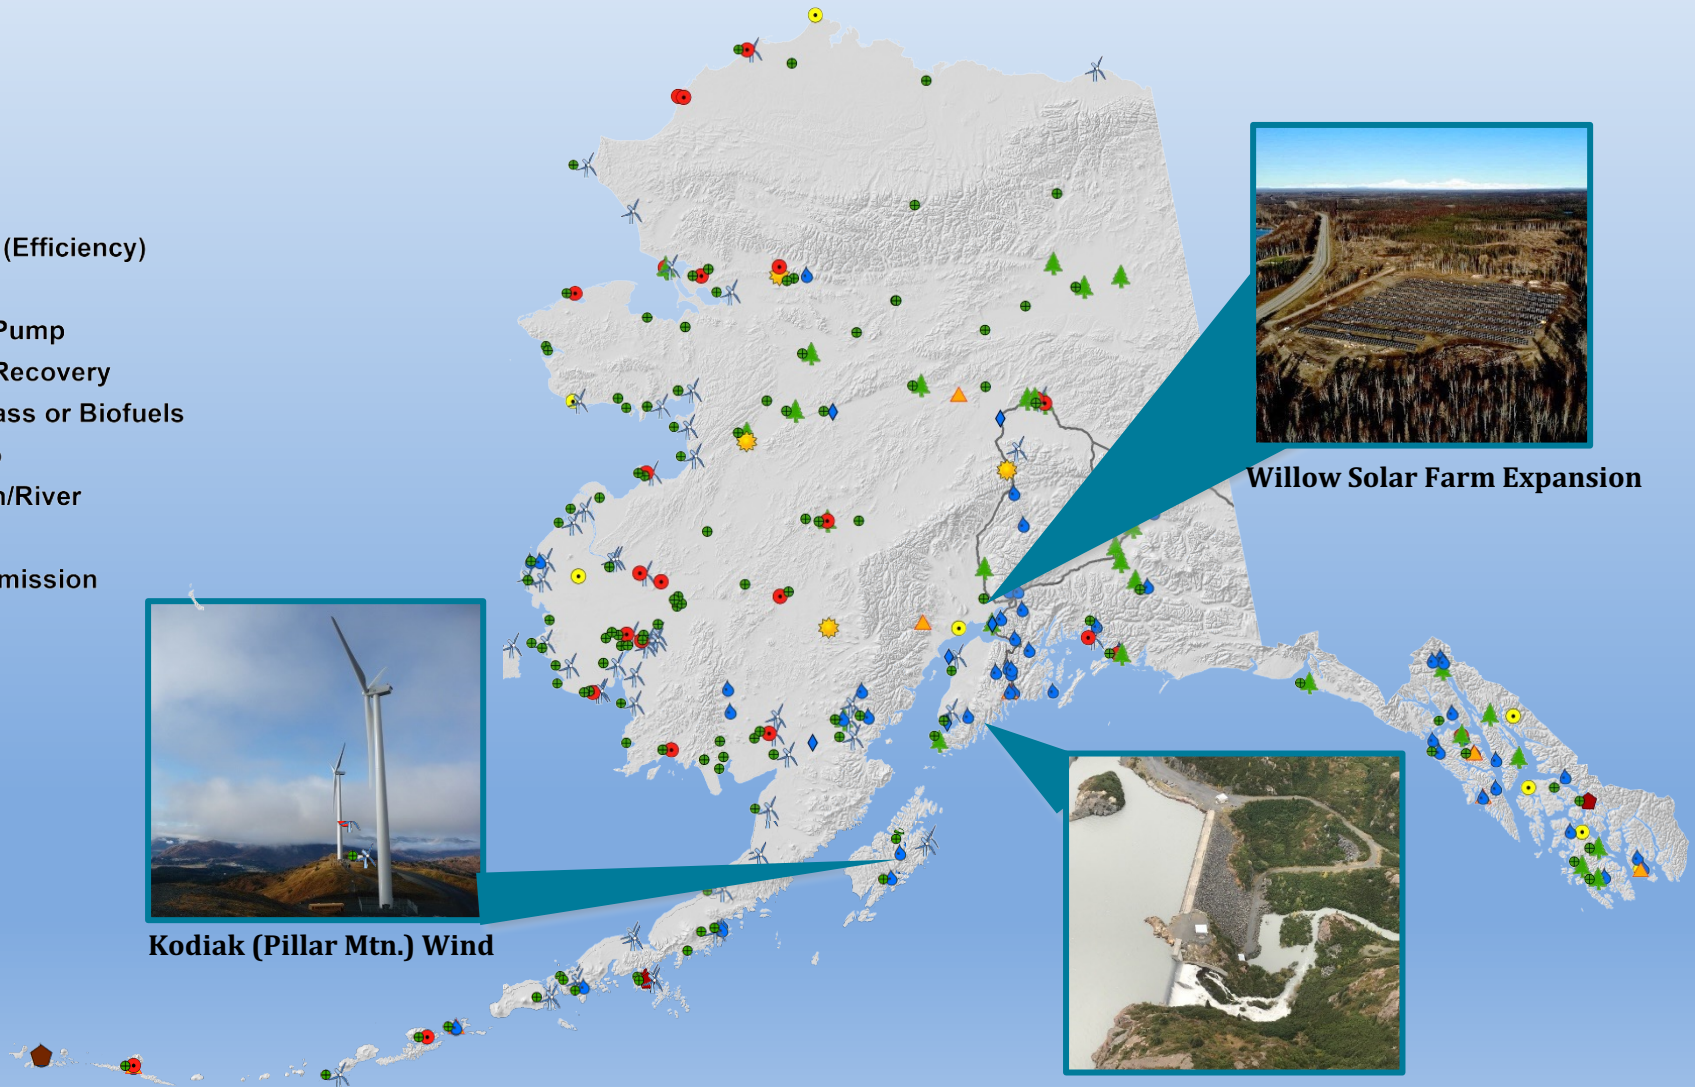 (Efficiency)
Pump
Recovery
ass or Biofuels
n/River
mission
Willow Solar Farm Expansion
Kodiak (Pillar Mtn.) Wind